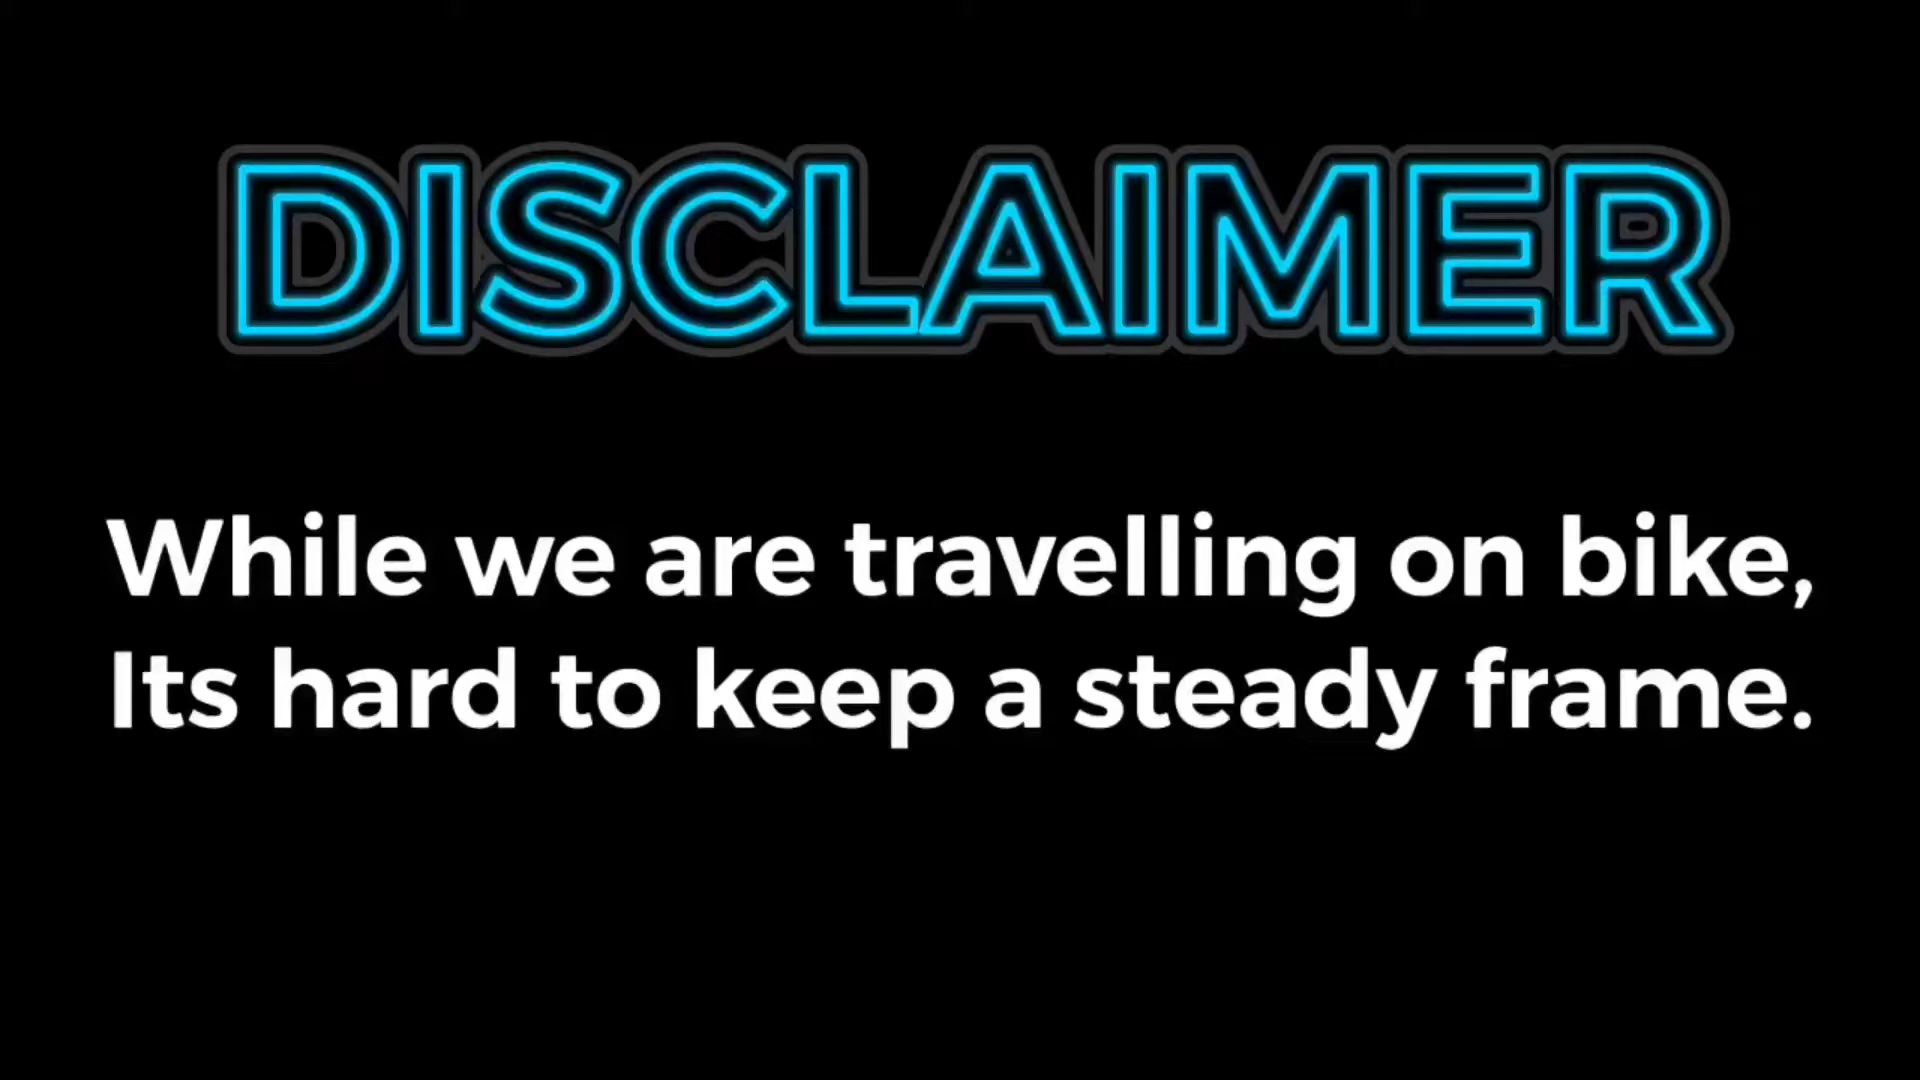 DISCLAIMER
While we are travelling on bike,
Its hard to keep a steady frame.